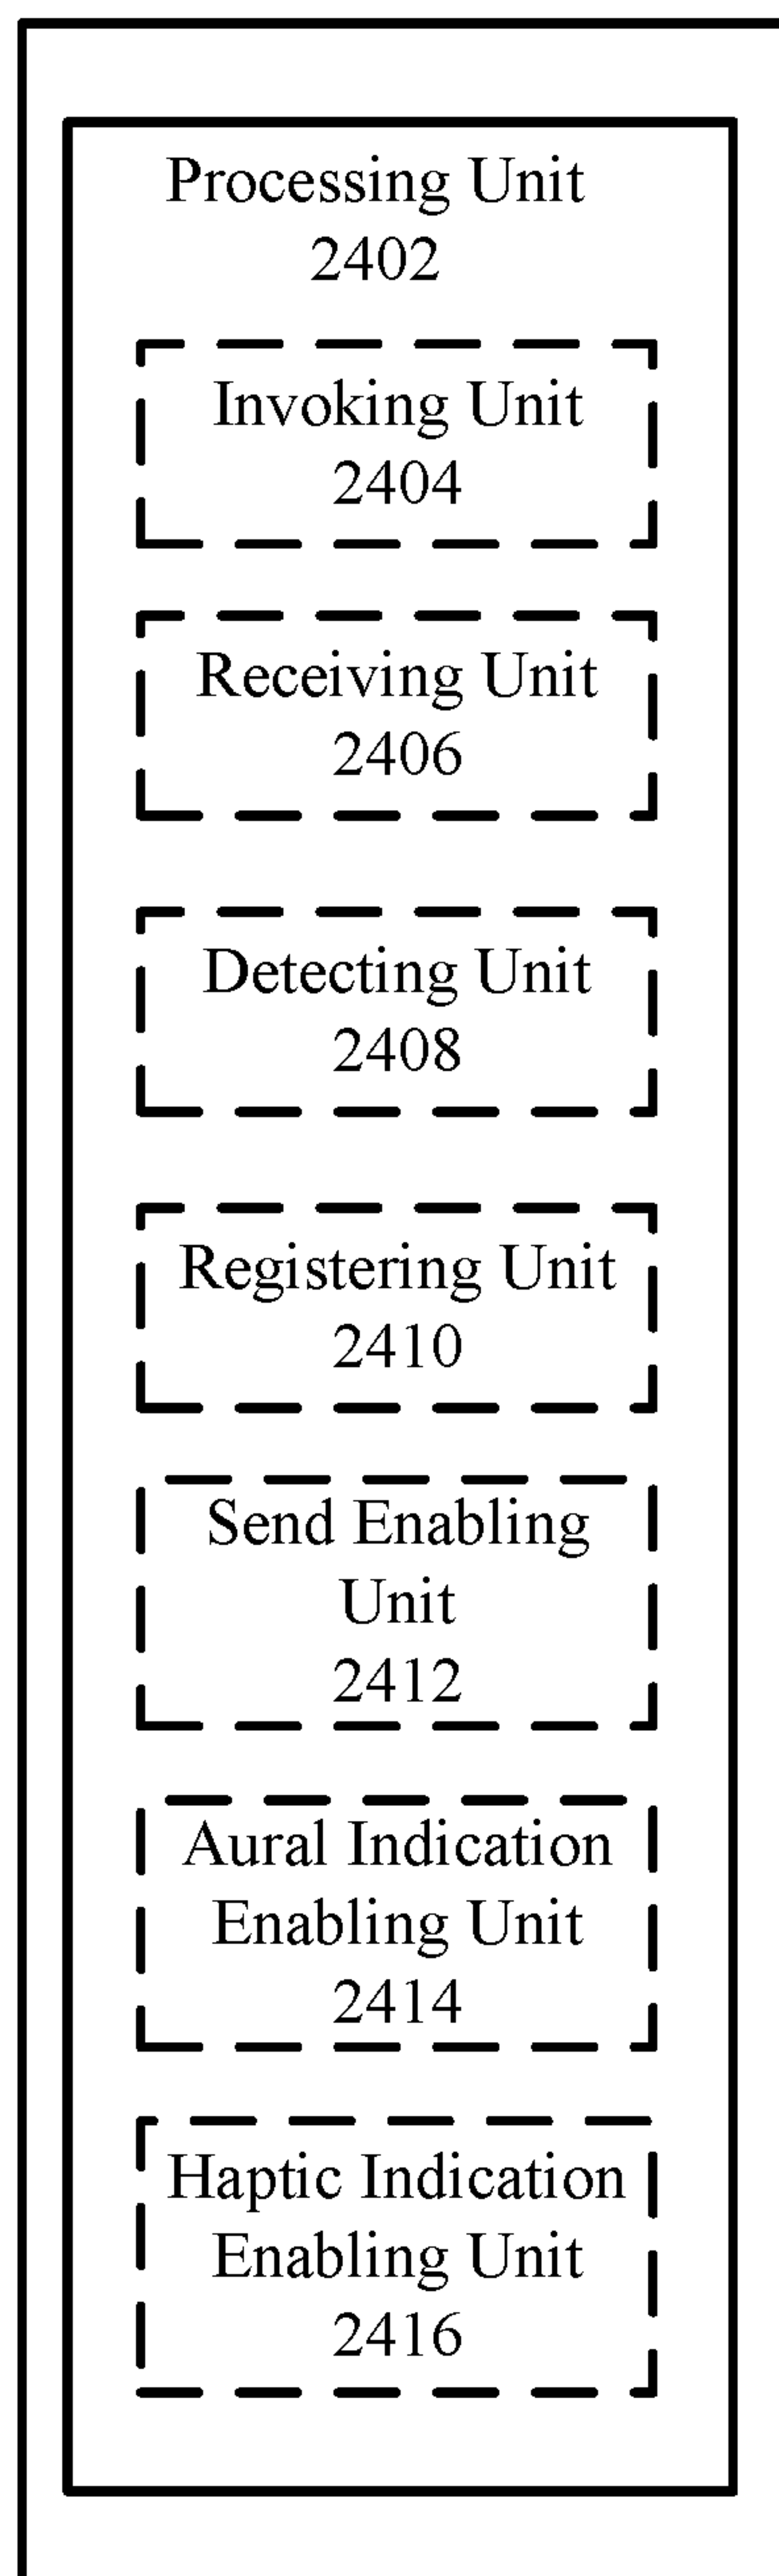 Processing Unit
2402
Invoking Unit
2404
Receiving Unit
2406
Detecting Unit
2408
Registering Unit
2410
Send Enabling
Unit
2412
Aural Indication
Enabling Unit
2414
Haptic Indication
Enabling Unit
2416